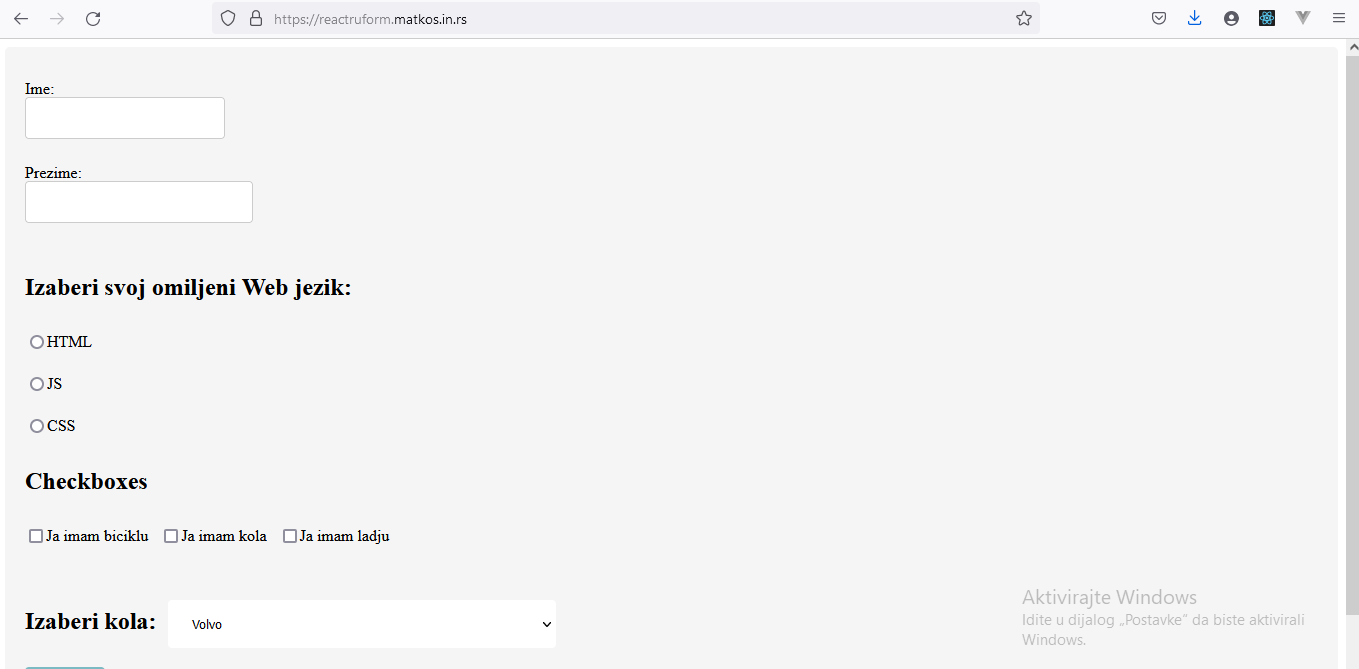 https://reactruform.matkos.in.rs
Ime:
Prezime:
Izaberi svoj omiljeni Web jezik:
HTML
JS
CSS
Checkboxes
Ja imam biciklu Ja imam kola Ja imam ladju
Izaberi kola: Volvo
Aktivirajte Windows
Idite u dijalog „Postavke“ da biste aktivirali
Windows.